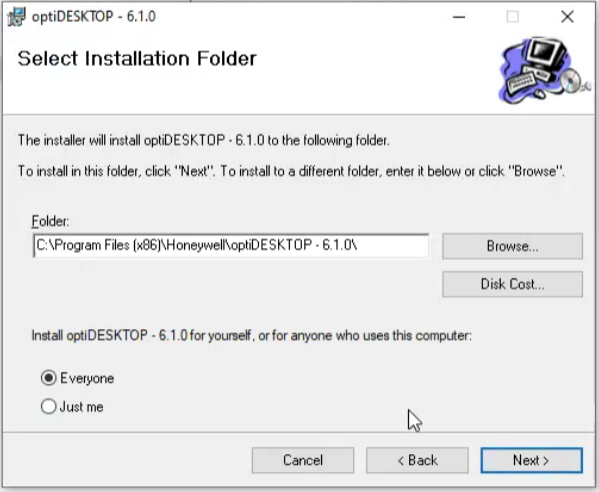 optiDESKTOP - 6.1.0
Select Installation Folder
The installer will install optiDESKTOP - 6.1.0 to the following folder.
To install in this folder, click "Next". To install to a different folder, enter it below or click "Browse".
Folder:
C:\Program Files (x86)\Honeywell\optiDESKTOP - 6.1.0\
Browse...
Disk Cost...
Install optiDESKTOP - 6.1.0 for yourself, or for anyone who uses this computer:
Everyone
Just me
Cancel
< Back
Next >